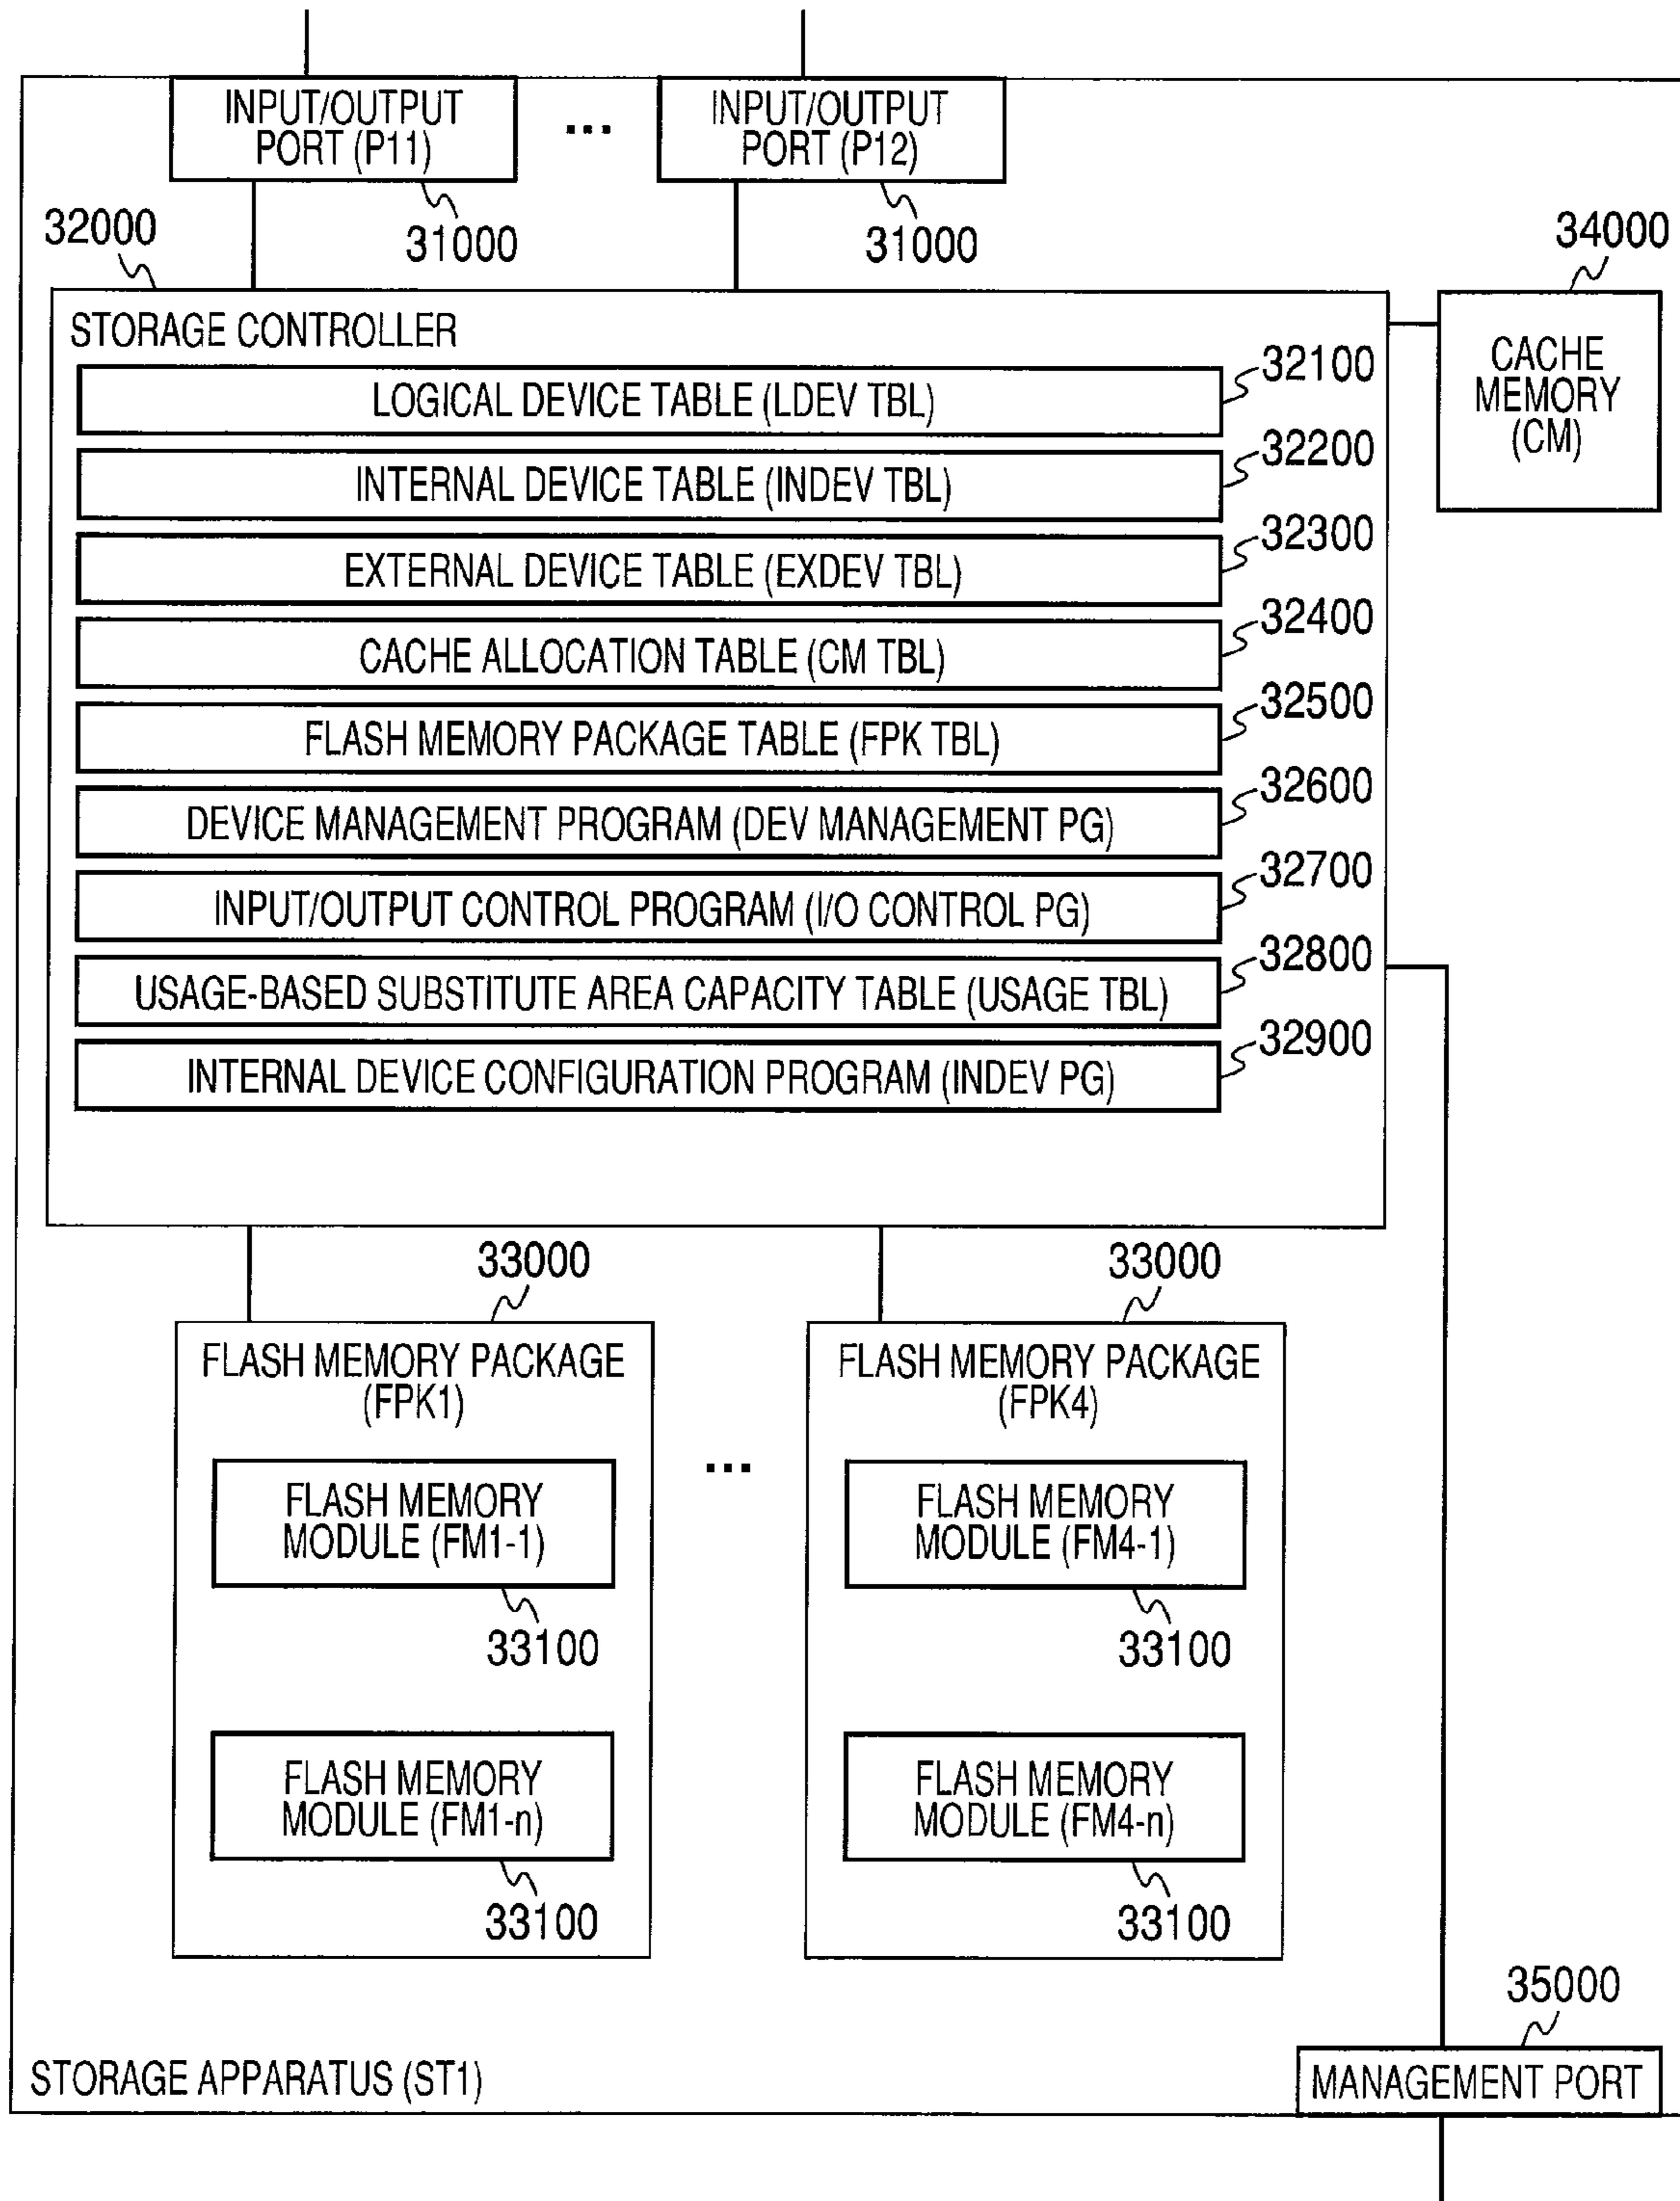 INPUT/OUTPUT
PORT (P11)
...
INPUT/OUTPUT
PORT (P12)
31000
31000
32000
34000
STORAGE CONTROLLER
CACHE
MEMORY
(CM)
LOGICAL DEVICE TABLE (LDEV TBL)
32100
INTERNAL DEVICE TABLE (INDEV TBL)
32200
EXTERNAL DEVICE TABLE (EXDEV TBL)
32300
CACHE ALLOCATION TABLE (CM TBL)
32400
FLASH MEMORY PACKAGE TABLE (FPK TBL)
32500
DEVICE MANAGEMENT PROGRAM (DEV MANAGEMENT PG)
32600
INPUT/OUTPUT CONTROL PROGRAM (I/O CONTROL PG)
32700
USAGE-BASED SUBSTITUTE AREA CAPACITY TABLE (USAGE TBL)
32800
INTERNAL DEVICE CONFIGURATION PROGRAM (INDEV PG)
32900
33000
FLASH MEMORY PACKAGE
(FPK1)
FLASH MEMORY
MODULE (FM1-1)
33100
FLASH MEMORY
MODULE (FM1-n)
33100
...
33000
FLASH MEMORY PACKAGE
(FPK4)
FLASH MEMORY
MODULE (FM4-1)
33100
FLASH MEMORY
MODULE (FM4-n)
33100
35000
MANAGEMENT PORT
STORAGE APPARATUS (ST1)